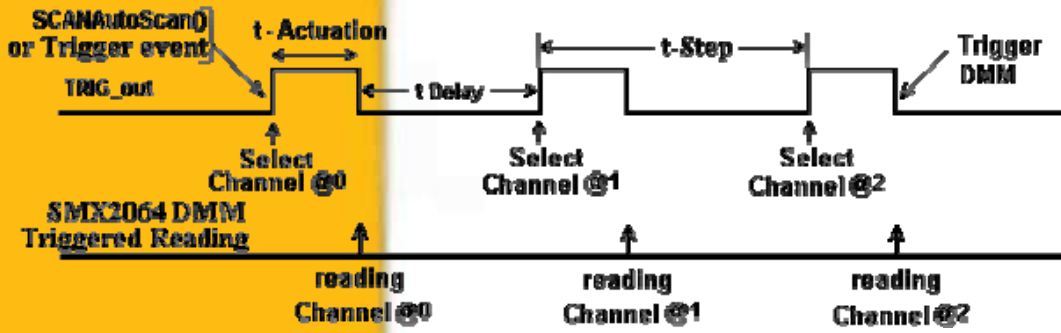 SCANAutoScan()
or Trigger event
t - Actuation
TRIG_out
t Delay
t-Step
Trigger
DMM
Select
Channel @0
Select
Channel @1
Select
Channel @2
SMX2064 DMM
Triggered Reading
reading
Channel @0
reading
Channel @1
reading
Channel @2